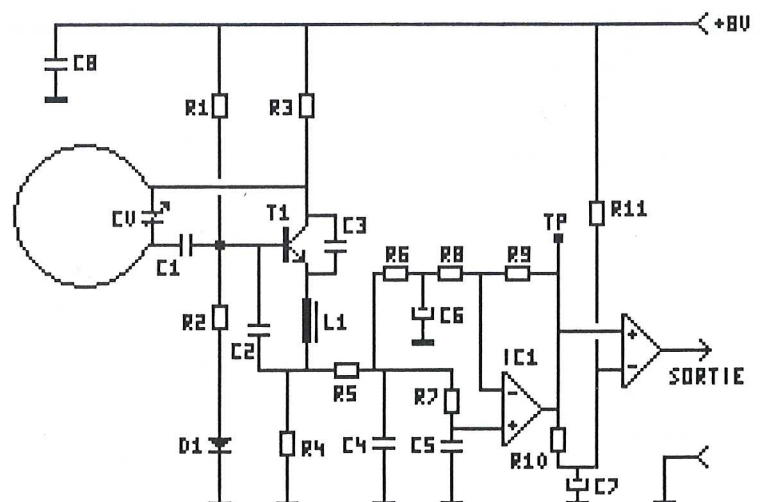 +8V
C8
R1
R3
CV
T1
C3
TP
R11
C1
R6
R8
R9
R2
L1
C6
C2
IC1
SORTIE
R5
R7
D1
R4
C4
C5
R10
C7
+
-
-
+